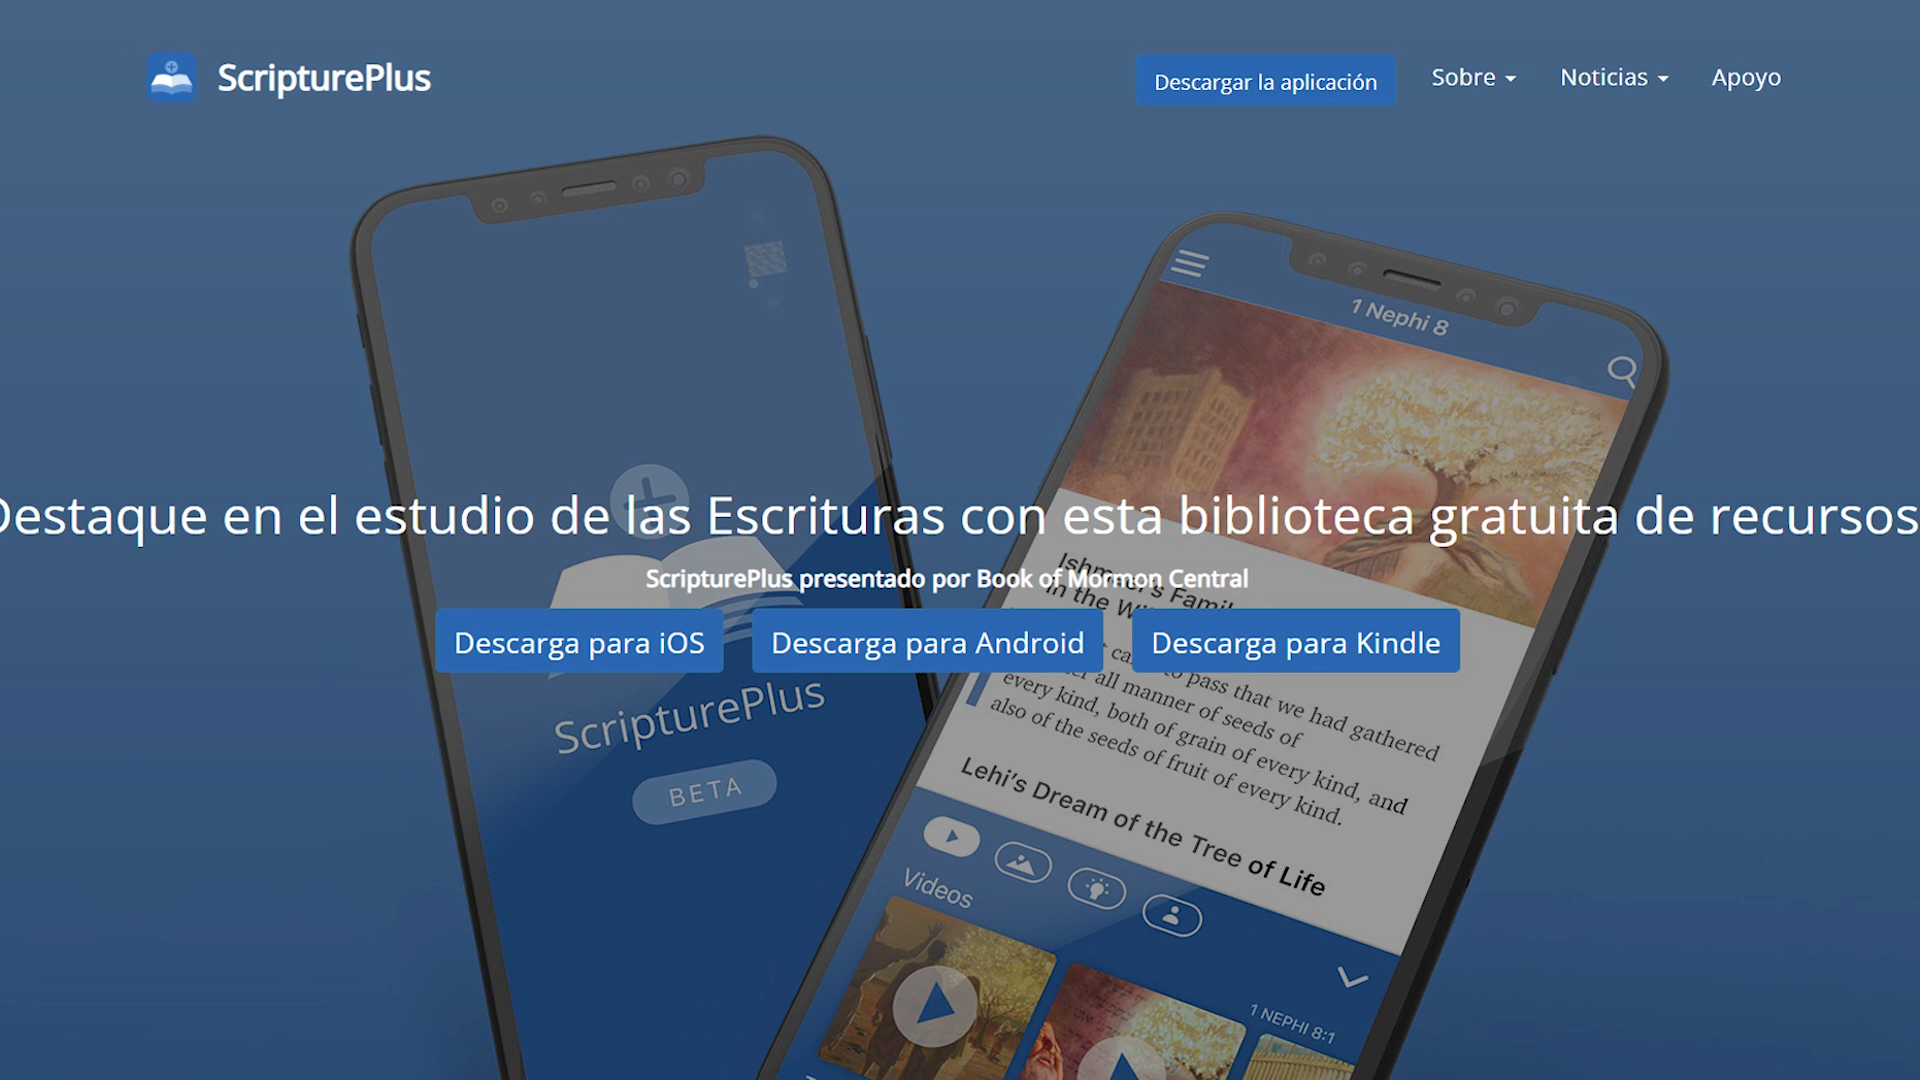 ScripturePlus
Descargar la aplicación
Sobre
Noticias
Apoyo
1 Nephi 8
Destaque en el estudio de las Escrituras con esta biblioteca gratuita de recursos
ScripturePlus presentado por Book of Mormon Central
Descarga para iOS
Descarga para Android
Descarga para Kindle
ScripturePlus
BETA
in the
pass that we had gathered
all manner of seeds of
every kind, both of grain of every kind, and
also of the seeds of fruit of every kind.
Lehi's Dream of the Tree of Life
Videos
1 NEPHI 8:1